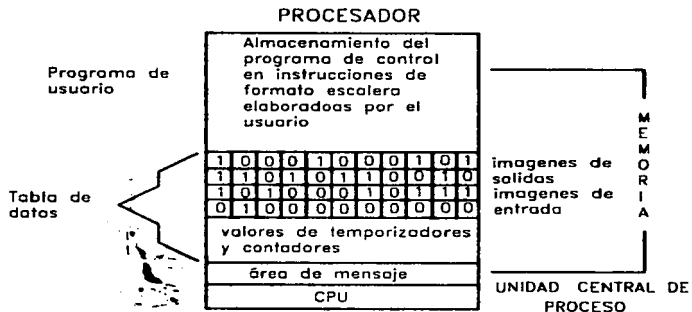 PROCESADOR
Almacenamiento del
programa de control
en instrucciones de
formato escalera
elaboradoas por el
usuario
Programa de
usuario
1 0 0 0 1 0 0 0 1 0 1
1 1 0 1 0 1 1 0 0 1 0
1 0 1 0 0 1 0 1 1 1 1
0 1 0 0 0 0 0 0 0 0 0
imagenes de
salidas
imagenes de
entrada
Tabla de
datos
valores de temporizadores
y contadores
área de mensaje
CPU
MEMORIA
UNIDAD CENTRAL DE
PROCESO